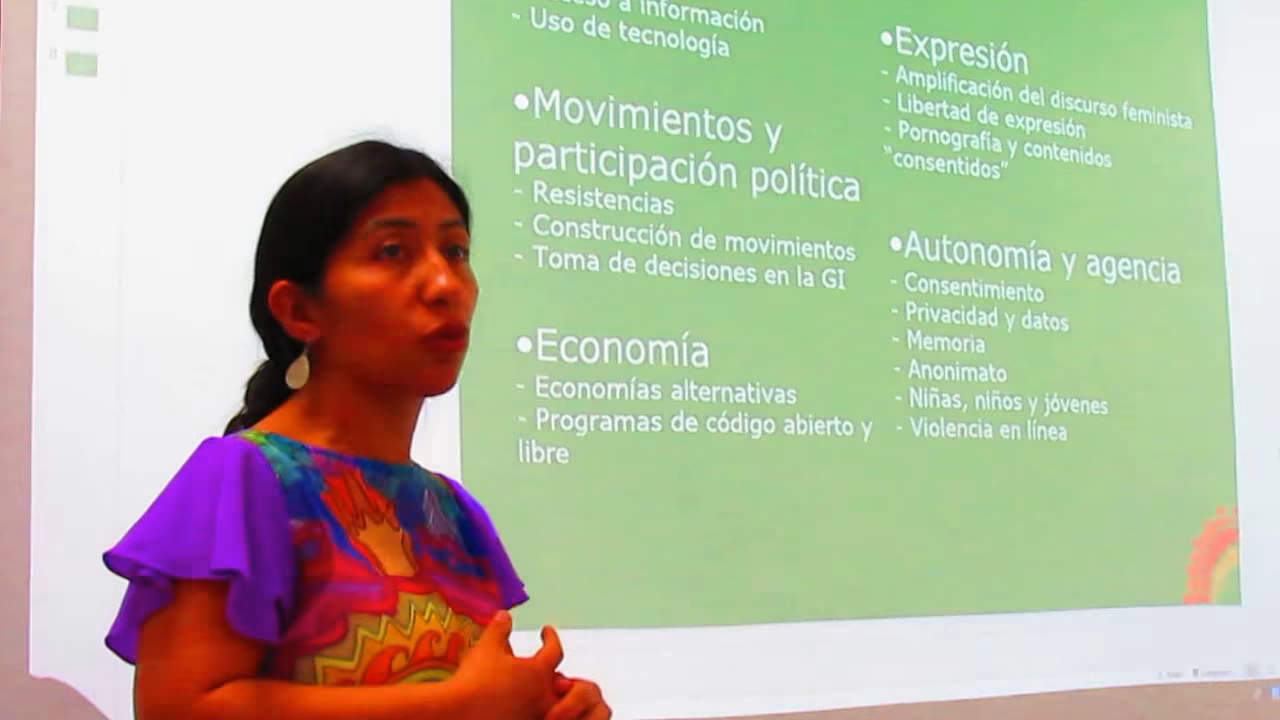 a información
- Uso de tecnología
•Movimientos y
participación política
- Resistencias
- Construcción de movimientos
- Toma de decisiones en la GI
•Economía
- Economías alternativas
- Programas de código abierto y
libre
•Expresión
- Amplificación del discurso feminista
- Libertad de expresión
- Pornografía y contenidos
“consentidos”
•Autonomía y agencia
- Consentimiento
- Privacidad y datos
- Memoria
- Anonimato
- Niñas, niños y jóvenes
- Violencia en línea